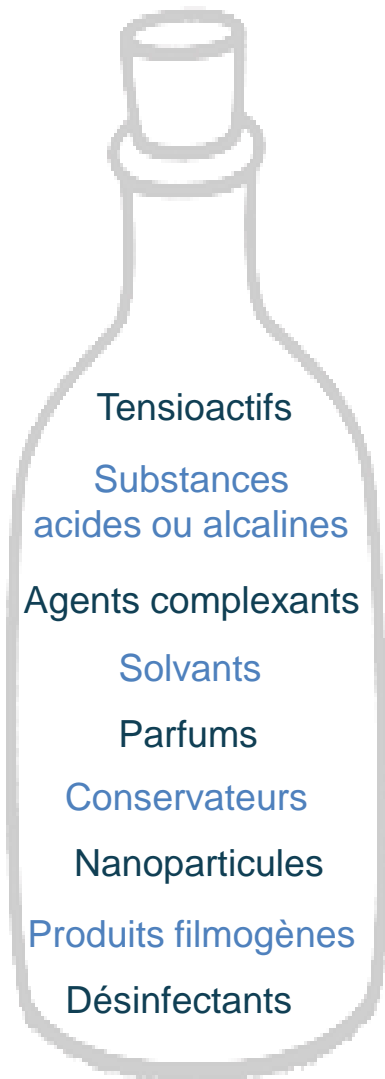 Tensioactifs
Substances
acides ou alcalines
Agents complexants
Solvants
Parfums
Conservateurs
Nanoparticules
Produits filmogènes
Désinfectants